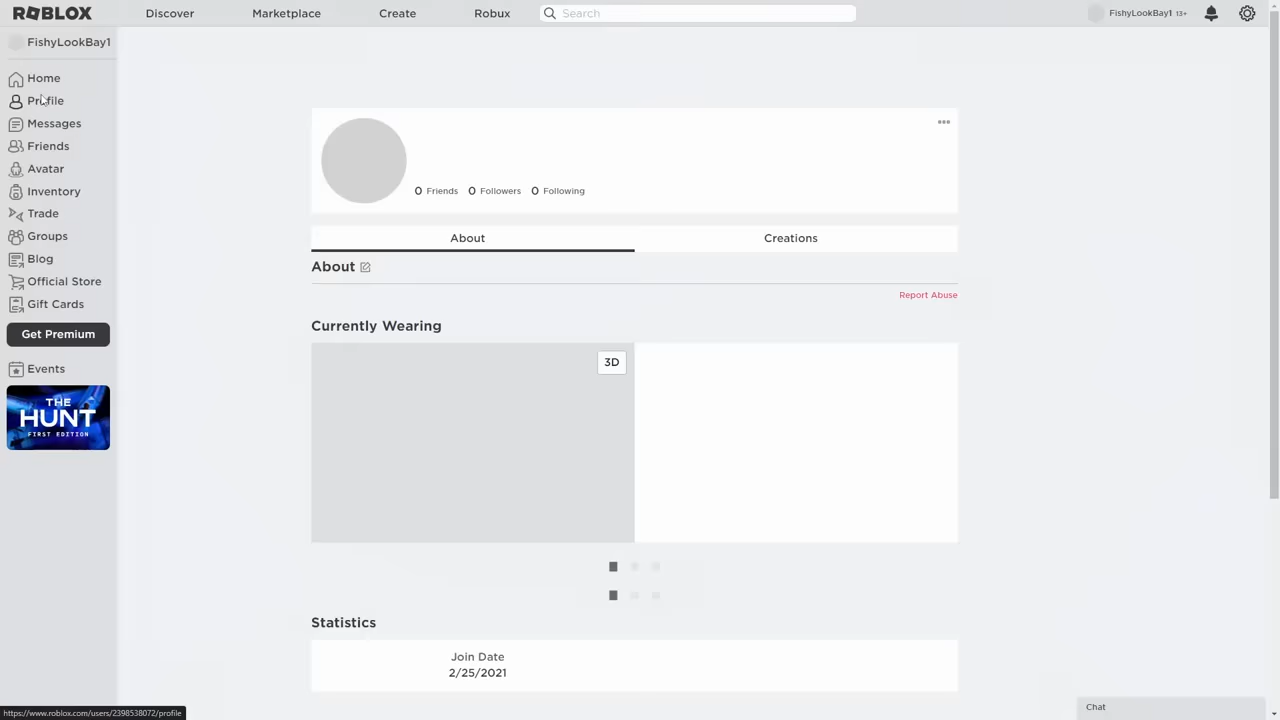 ROBLOX
Discover
Marketplace
Create
Robux
Search
FishyLookBay1 13+
FishyLookBay1
Home
Profile
Messages
Friends
Avatar
Inventory
Trade
Groups
Blog
Official Store
Gift Cards
Get Premium
Events
THE
HUNT
FIRST EDITION
0 Friends 0 Followers 0 Following
About
Creations
About
Report Abuse
Currently Wearing
3D
Statistics
Join Date
2/25/2021
https://www.roblox.com/users/2398538072/profile
Chat